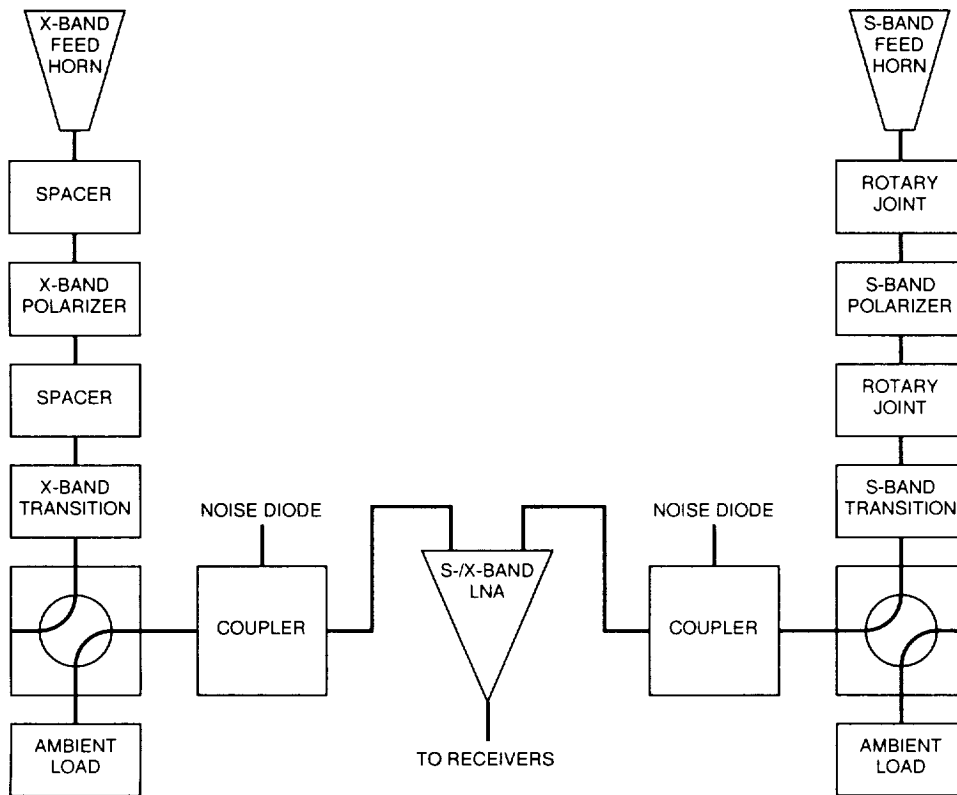 X-BAND
FEED
HORN
SPACER
X-BAND
POLARIZER
SPACER
X-BAND
TRANSITION
AMBIENT
LOAD
NOISE DIODE
COUPLER
S-/X-BAND
LNA
TO RECEIVERS
NOISE DIODE
COUPLER
S-BAND
FEED
HORN
ROTARY
JOINT
S-BAND
POLARIZER
ROTARY
JOINT
S-BAND
TRANSITION
AMBIENT
LOAD